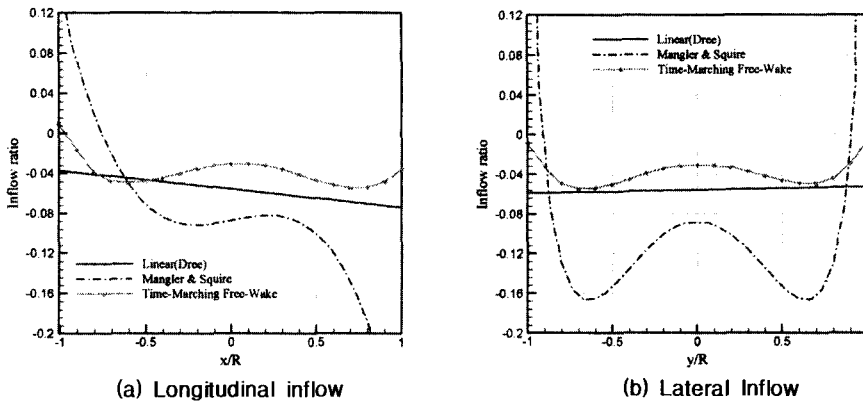 0.12
0.08
0.04
0
-0.04
-0.08
-0.12
-0.16
-0.2
Inflow ratio
Linear(Dree)
Mangler & Squire
Time-Marching Free-Wake
-1
-0.5
0
0.5
1
x/R
(a) Longitudinal inflow
0.12
0.08
0.04
0
-0.04
-0.08
-0.12
-0.16
-0.2
Inflow ratio
Linear(Dree)
Mangler & Squire
Time-Marching Free-Wake
-1
-0.5
0
0.5
1
y/R
(b) Lateral Inflow